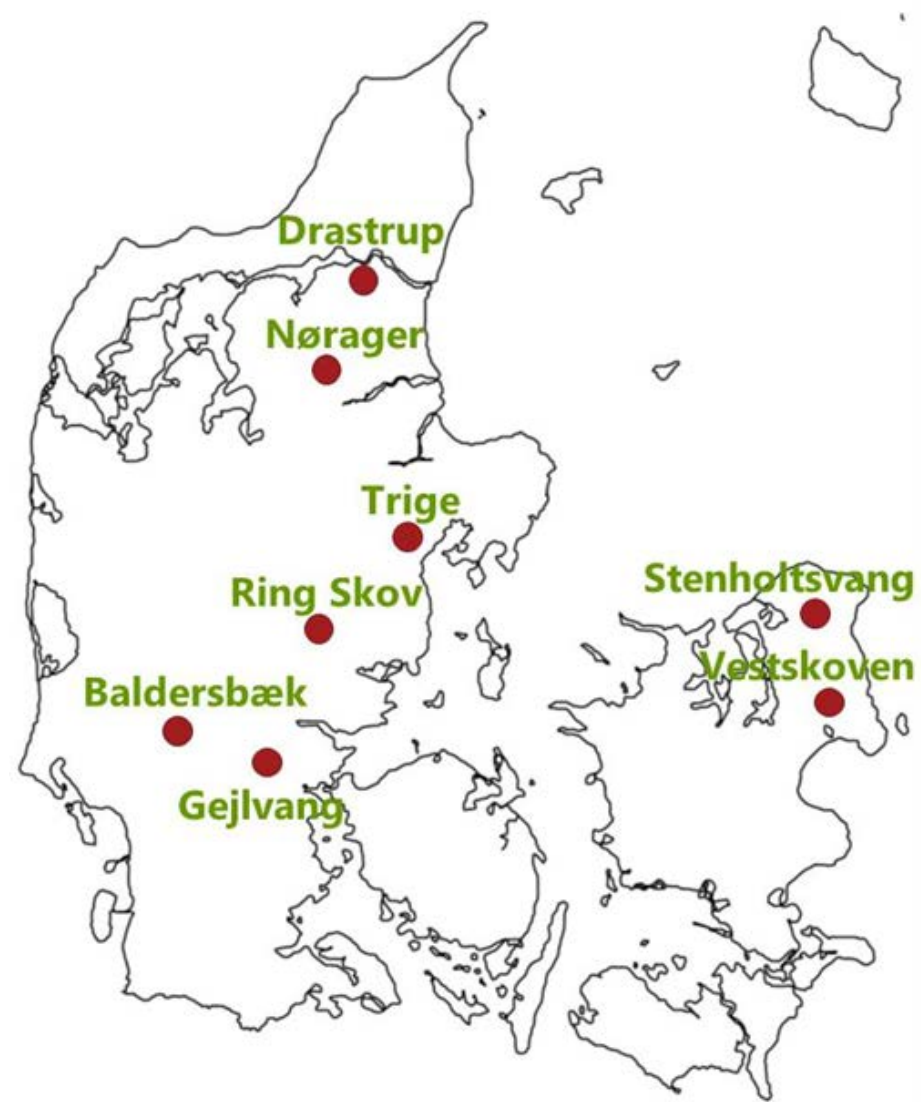 Drastrup
Nørager
Trige
Ring Skov
Stenholtsvang
Vestskoven
Baldersbæk
Gejlvang